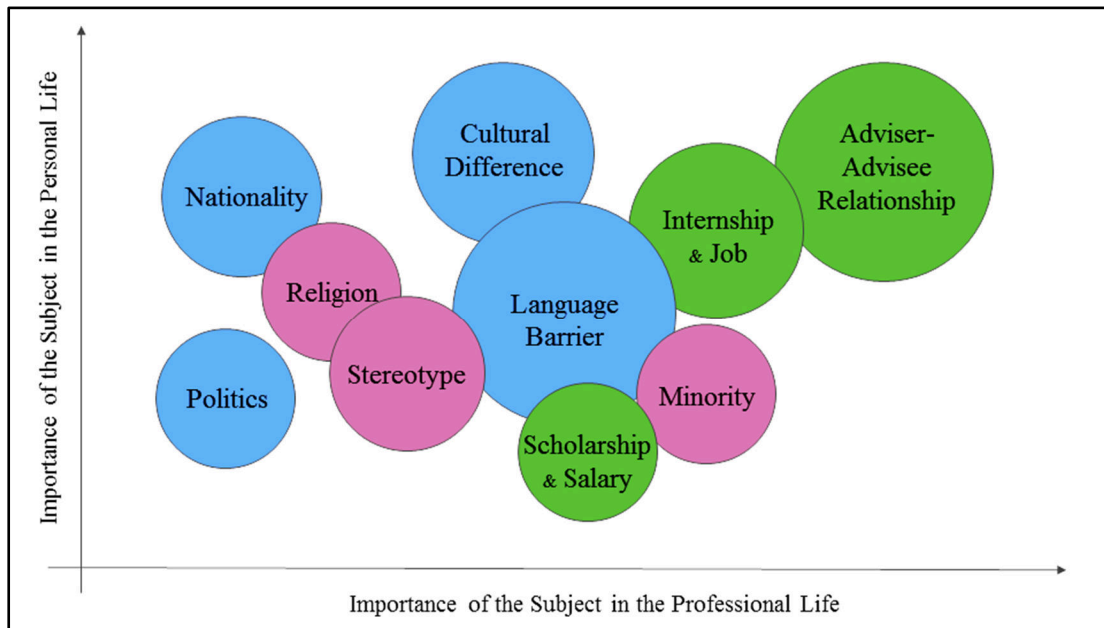 Importance of the Subject in the Personal Life
Cultural
Difference
Adviser-
Advisee
Relationship
Nationality
Internship
& Job
Religion
Language
Barrier
Stereotype
Politics
Minority
Scholarship
& Salary
Importance of the Subject in the Professional Life